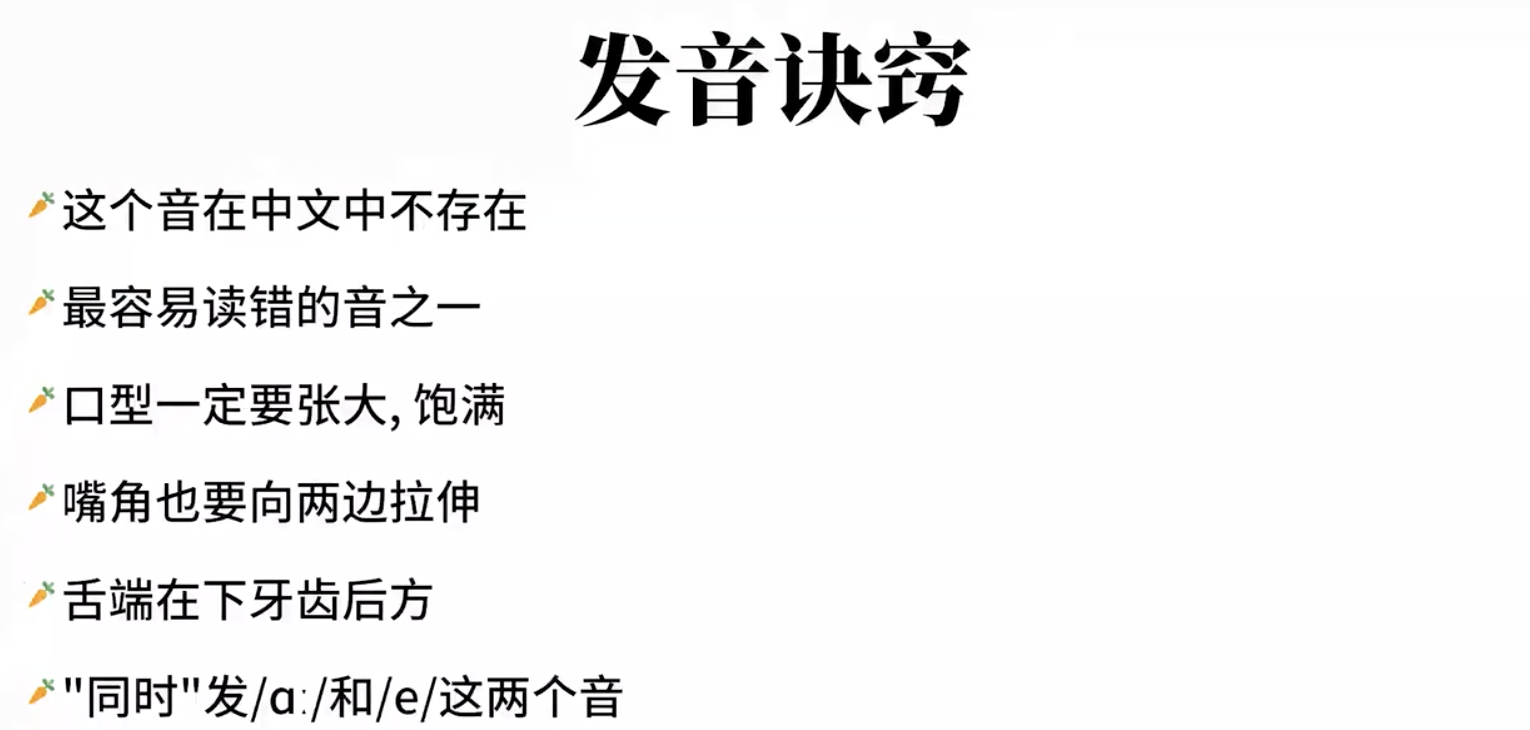 发音诀窍
这个音在中文中不存在
最容易读错的音之一
口型一定要张大, 饱满
嘴角也要向两边拉伸
舌端在下牙齿后方
"同时"发/ɑː/和/e/这两个音